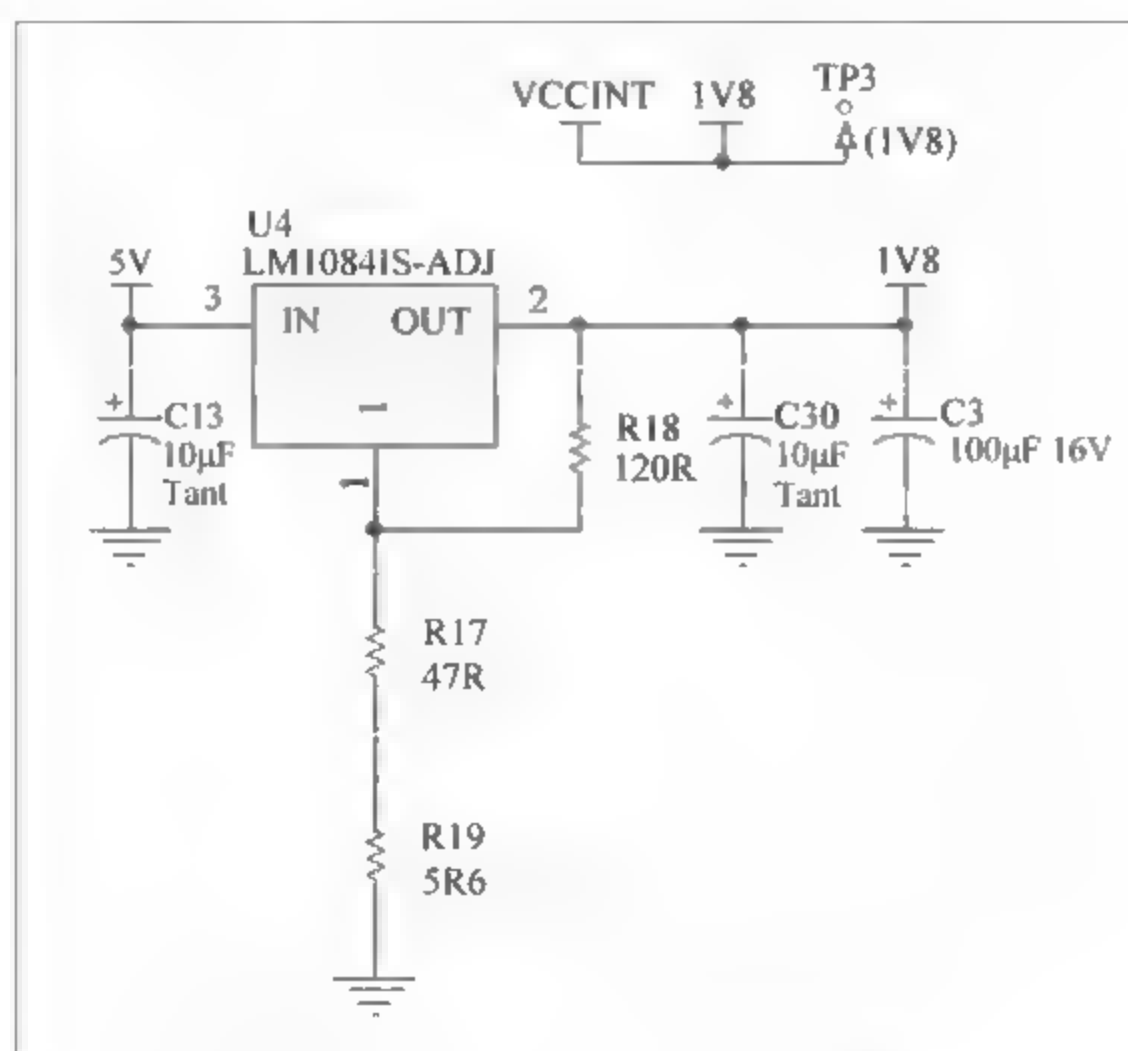 VCCINT 1V8 TP3
(1V8)
U4
LM1084IS-ADJ
5V
1V8
3
IN OUT
2
1
1
+ C13
10µF
Tant
R18
120R
+ C30
10µF
Tant
+ C3
100µF 16V
R17
47R
R19
5R6